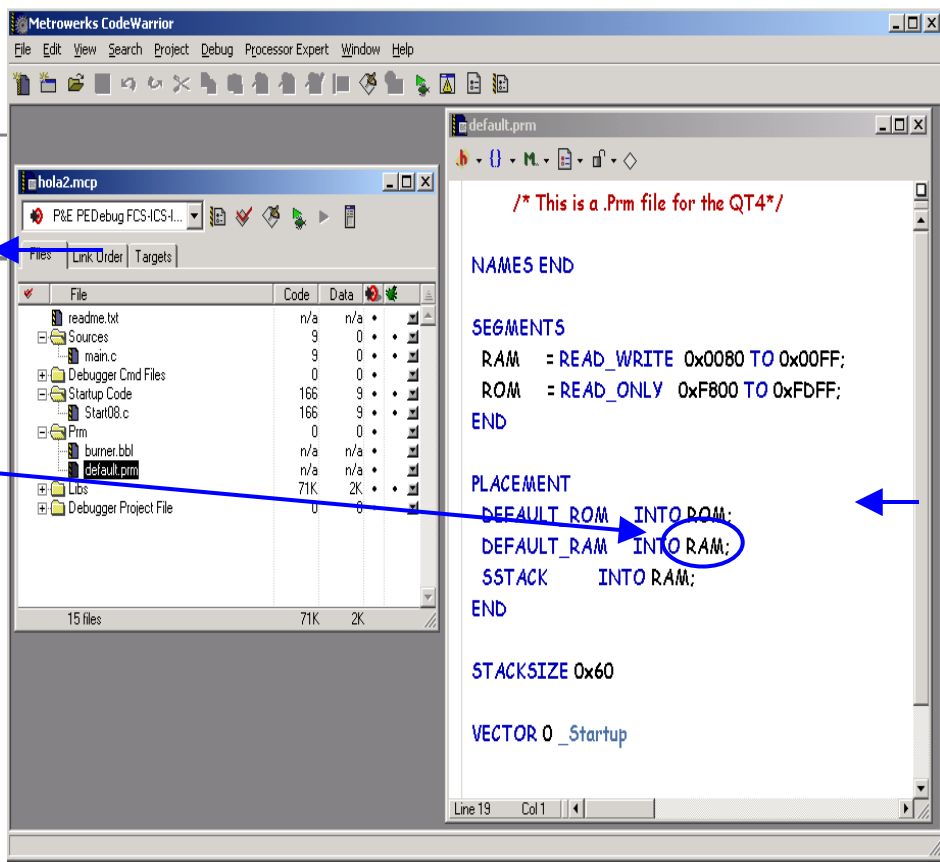 Metrowerks CodeWarrior
File Edit View Search Project Debug Processor Expert Window Help
hola2.mcp
P&E PEDebug FCS-ICS-I...
Files Link Order Targets
File Code Data
readme.txt n/a n/a
Sources 9 0
main.c 9 0
Debugger Cmd Files 0 0
Startup Code 166 9
Start08.c 166 9
Prm 0 0
burner.bbl n/a n/a
default.prm n/a n/a
Libs 71K 2K
Debugger Project File 0 0
15 files 71K 2K
default.prm
.h {} M.
/* This is a .Prm file for the QT4*/
NAMES END
SEGMENTS
RAM = READ_WRITE 0x0080 TO 0x00FF;
ROM = READ_ONLY 0xF800 TO 0xFDFF;
END
PLACEMENT
DEFAULT_ROM INTO ROM;
DEFAULT_RAM INTO RAM;
SSTACK INTO RAM;
END
STACKSIZE 0x60
VECTOR 0 _Startup
Line 19 Col 1